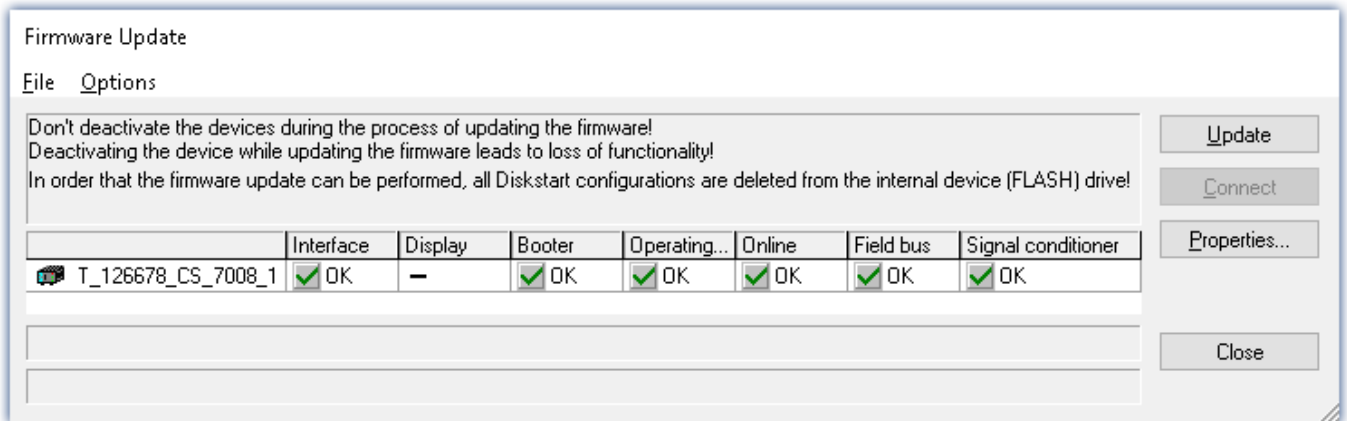 Firmware Update
File Options
Don't deactivate the devices during the process of updating the firmware!
Deactivating the device while updating the firmware leads to loss of functionality!
In order that the firmware update can be performed, all Diskstart configurations are deleted from the internal device (FLASH) drive!
Update
Connect
Properties...
Interface Display Booter Operating... Online Field bus Signal conditioner
T_126678_CS_7008_1 OK – OK OK OK OK OK
Close